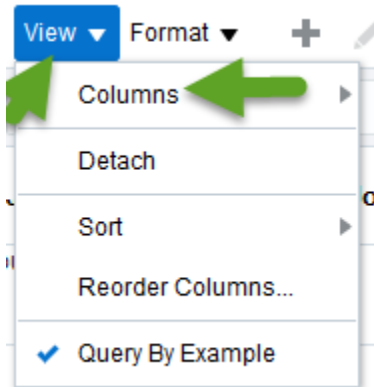 View Format
Columns
Detach
Sort
Reorder Columns...
Query By Example